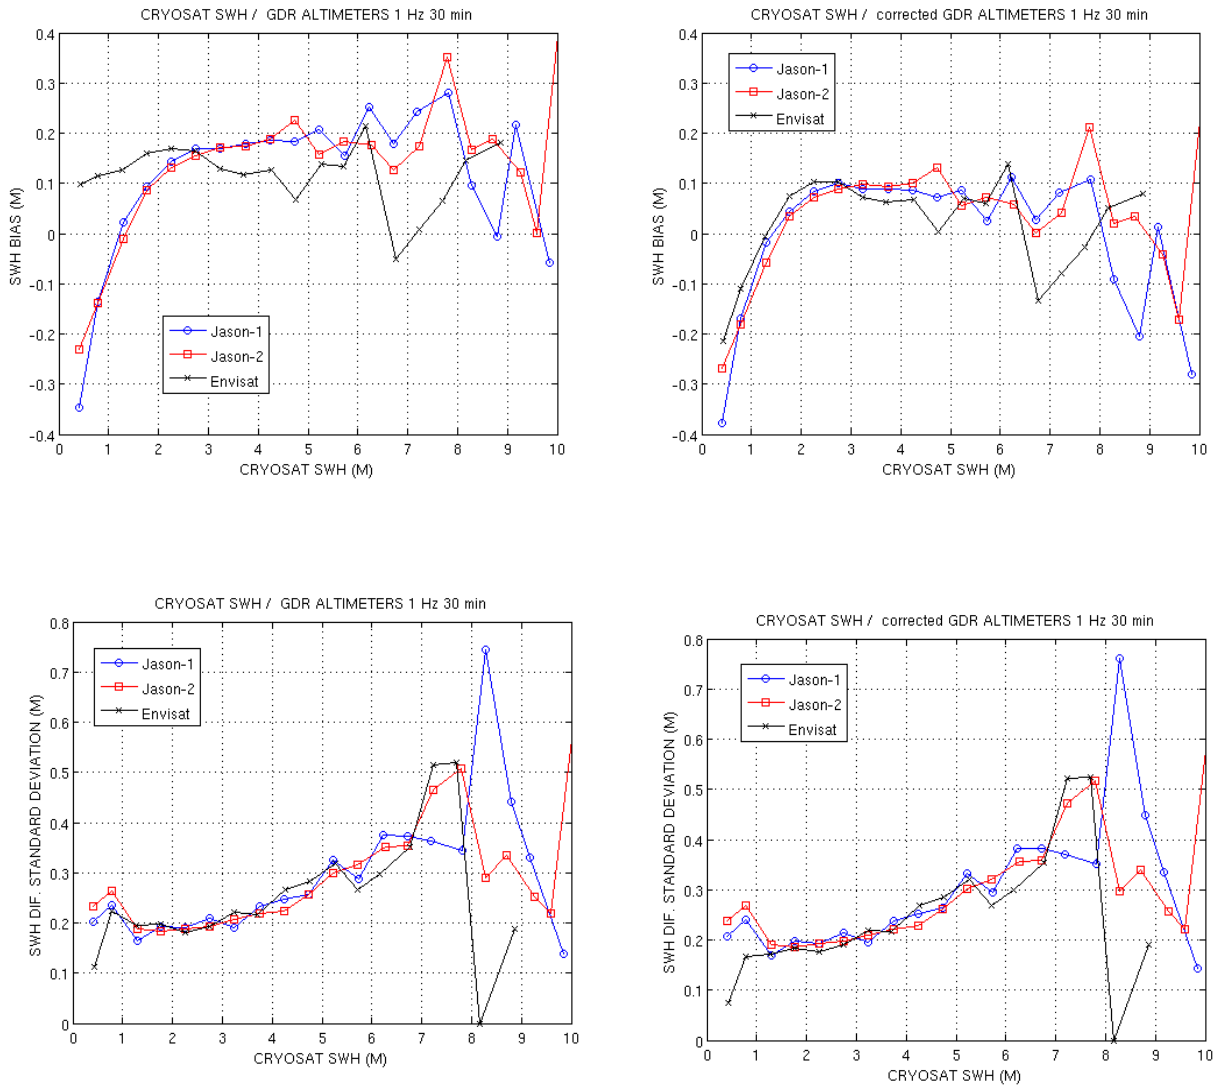 CRYOSAT SWH / GDR ALTIMETERS 1 Hz 30 min
0.4
0.3
0.2
0.1
0
-0.1
-0.2
-0.3
-0.4
SWH BIAS (M)
Jason-1
Jason-2
Envisat
0 1 2 3 4 5 6 7 8 9 10
CRYOSAT SWH (M)
CRYOSAT SWH / corrected GDR ALTIMETERS 1 Hz 30 min
0.4
0.3
0.2
0.1
0
-0.1
-0.2
-0.3
-0.4
SWH BIAS (M)
Jason-1
Jason-2
Envisat
0 1 2 3 4 5 6 7 8 9 10
CRYOSAT SWH (M)
CRYOSAT SWH / GDR ALTIMETERS 1 Hz 30 min
0.8
0.7
0.6
0.5
0.4
0.3
0.2
0.1
0
SWH DIF. STANDARD DEVIATION (M)
Jason-1
Jason-2
Envisat
0 1 2 3 4 5 6 7 8 9 10
CRYOSAT SWH (M)
CRYOSAT SWH / corrected GDR ALTIMETERS 1 Hz 30 min
0.8
0.7
0.6
0.5
0.4
0.3
0.2
0.1
0
SWH DIF. STANDARD DEVIATION (M)
Jason-1
Jason-2
Envisat
0 1 2 3 4 5 6 7 8 9 10
CRYOSAT SWH (M)